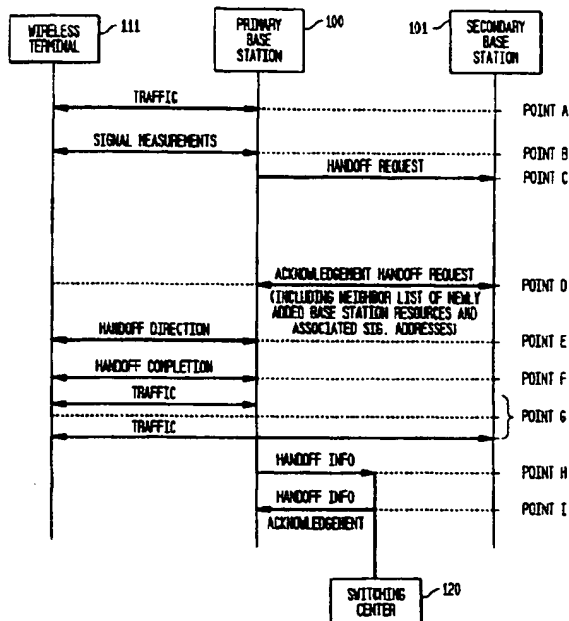 WIRELESS
TERMINAL
111
PRIMARY
BASE
STATION
100
101
SECONDARY
BASE
STATION
TRAFFIC
POINT A
SIGNAL MEASUREMENTS
POINT B
HANDOFF REQUEST
POINT C
ACKNOWLEDGEMENT HANDOFF REQUEST
POINT D
(INCLUDING NEIGHBOR LIST OF NEWLY
ADDED BASE STATION RESOURCES AND
ASSOCIATED SIG. ADDRESSES)
HANDOFF DIRECTION
POINT E
HANDOFF COMPLETION
POINT F
TRAFFIC
POINT G
TRAFFIC
HANDOFF INFO
POINT H
HANDOFF INFO
POINT I
ACKNOWLEDGEMENT
SWITCHING
CENTER
120